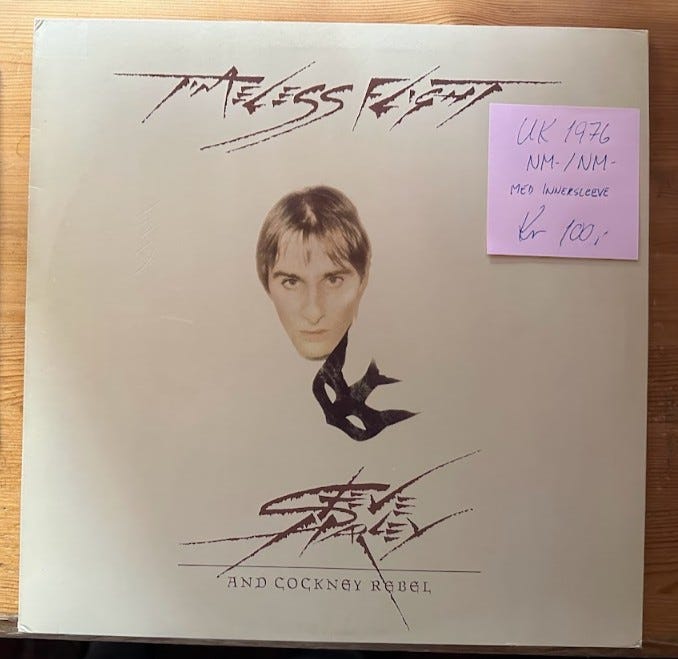 TIMELESS FLIGHT
UK 1976
NM-/NM-
MED INNERSLEEVE
Kr 100,-
STEVE
HARLEY
AND COCKNEY REBEL